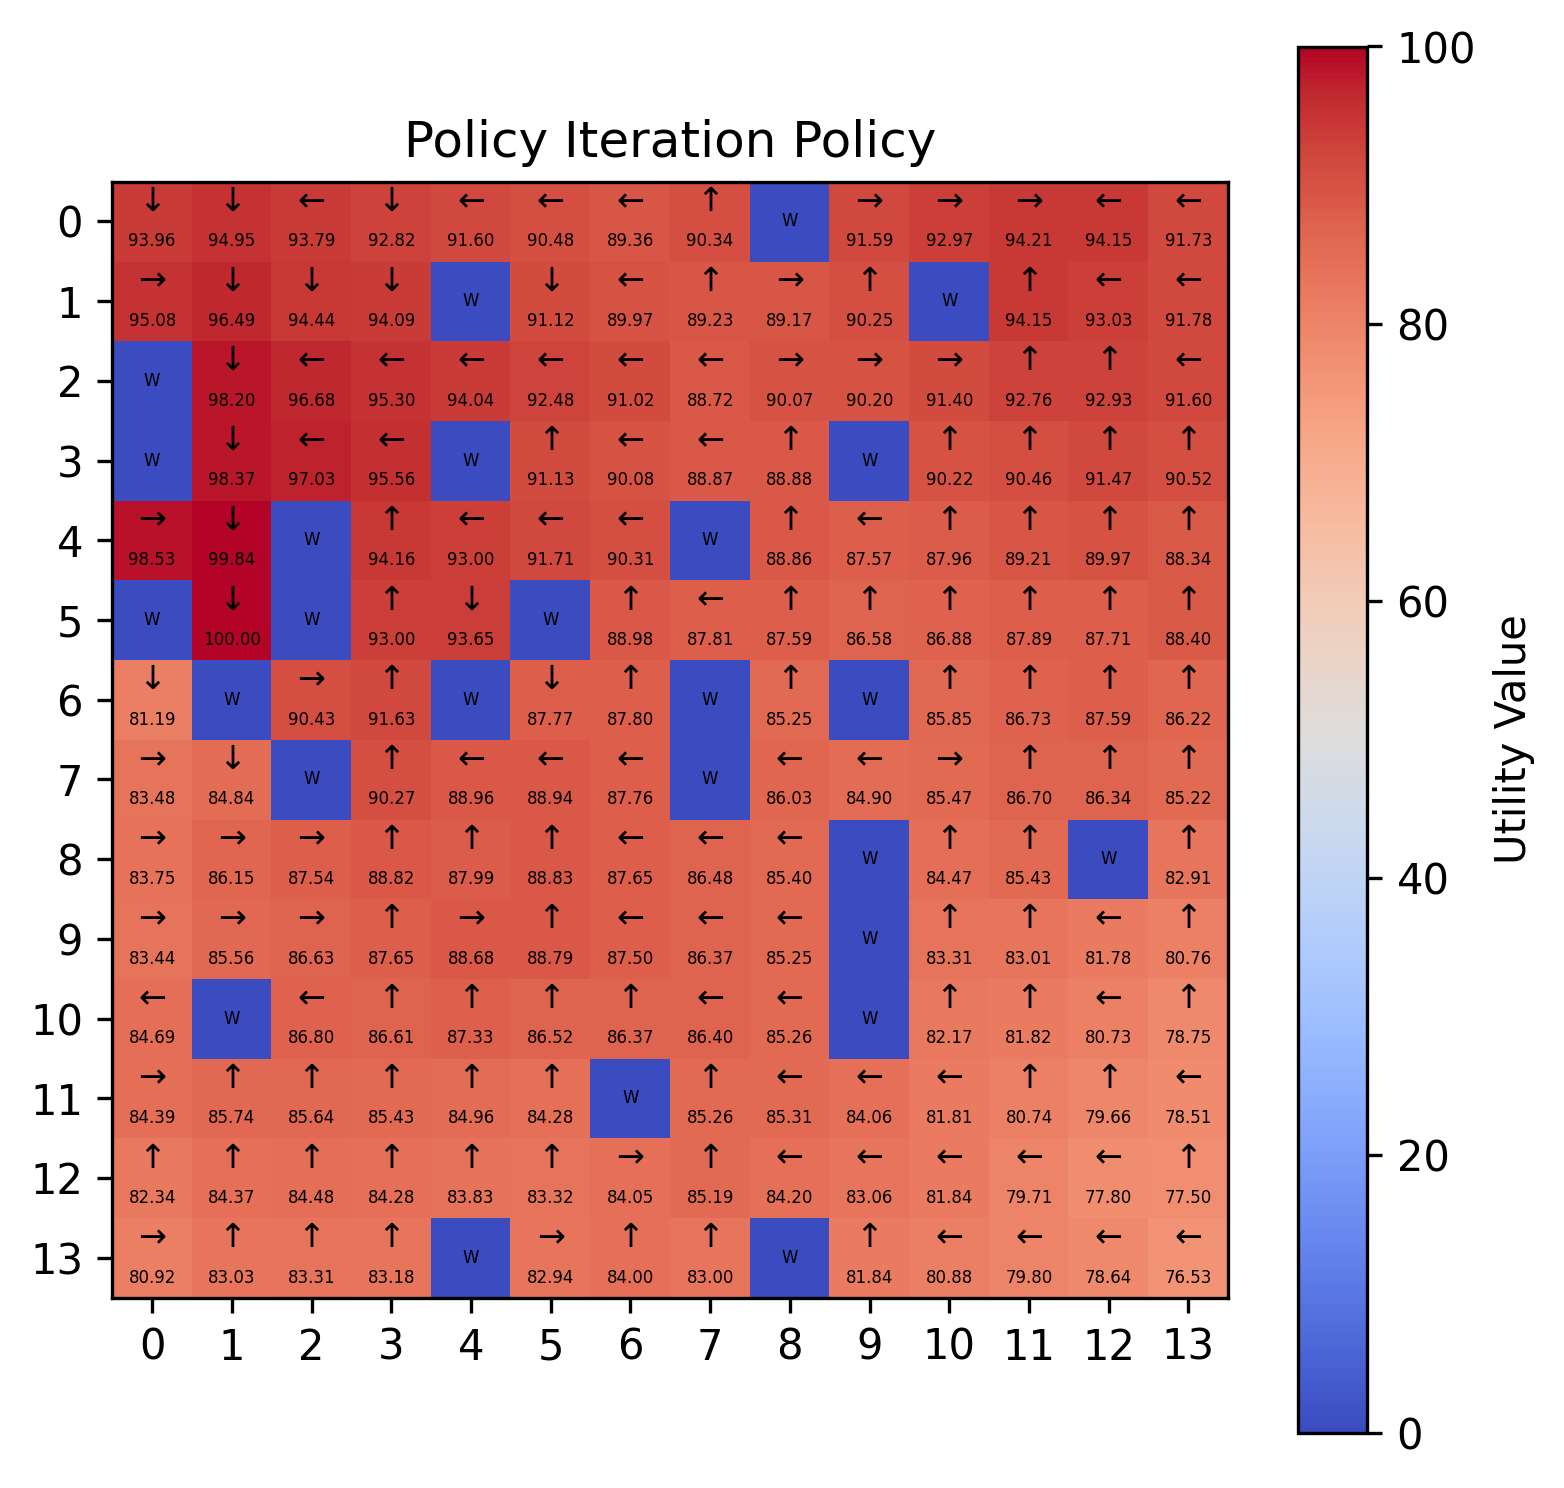 Policy Iteration Policy
0 ↓ ↓ ← ↓ ← ← ← ↑ W → → → ← ←
93.96 94.95 93.79 92.82 91.60 90.48 89.36 90.34 91.59 92.97 94.21 94.15 91.73
1 → ↓ ↓ ↓ W ↓ ← ↑ → ↑ W ↑ ← ←
95.08 96.49 94.44 94.09 91.12 89.97 89.23 89.17 90.25 94.15 93.03 91.78
2 W ↓ ← ← ← ← ← ← → → → ↑ ↑ ←
98.20 96.68 95.30 94.04 92.48 91.02 88.72 90.07 90.20 91.40 92.76 92.93 91.60
3 W ↓ ← ← W ↑ ← ← ↑ W ↑ ↑ ↑ ↑
98.37 97.03 95.56 91.13 90.08 88.87 88.88 90.22 90.46 91.47 90.52
4 → ↓ W ↑ ← ← ← W ↑ ← ↑ ↑ ↑ ↑
98.53 99.84 94.16 93.00 91.71 90.31 88.86 87.57 87.96 89.21 89.97 88.34
5 W ↓ W ↑ ↓ W ↑ ← ↑ ↑ ↑ ↑ ↑ ↑
100.00 93.00 93.65 88.98 87.81 87.59 86.58 86.88 87.89 87.71 88.40
6 ↓ W → ↑ W ↓ ↑ W ↑ W ↑ ↑ ↑ ↑
81.19 90.43 91.63 87.77 87.80 85.25 85.85 86.73 87.59 86.22
7 → ↓ W ↑ ← ← ← W ← ← → ↑ ↑ ↑
83.48 84.84 90.27 88.96 88.94 87.76 86.03 84.90 85.47 86.70 86.34 85.22
8 → → → ↑ ↑ ↑ ← ← ← W ↑ ↑ W ↑
83.75 86.15 87.54 88.82 87.99 88.83 87.65 86.48 85.40 84.47 85.43 82.91
9 → → → ↑ → ↑ ← ← ← W ↑ ↑ ← ↑
83.44 85.56 86.63 87.65 88.68 88.79 87.50 86.37 85.25 83.31 83.01 81.78 80.76
10 ← W ← ↑ ↑ ↑ ↑ ← ← W ↑ ↑ ← ↑
84.69 86.80 86.61 87.33 86.52 86.37 86.40 85.26 82.17 81.82 80.73 78.75
11 → ↑ ↑ ↑ ↑ ↑ W ↑ ← ← ← ↑ ↑ ←
84.39 85.74 85.64 85.43 84.96 84.28 85.26 85.31 84.06 81.81 80.74 79.66 78.51
12 ↑ ↑ ↑ ↑ ↑ ↑ → ↑ ← ← ← ← ← ↑
82.34 84.37 84.48 84.28 83.83 83.32 84.05 85.19 84.20 83.06 81.84 79.71 77.80 77.50
13 → ↑ ↑ ↑ W → ↑ ↑ W ↑ ← ← ← ←
80.92 83.03 83.31 83.18 82.94 84.00 83.00 81.84 80.88 79.80 78.64 76.53
0 1 2 3 4 5 6 7 8 9 10 11 12 13
100
80
60
40
20
0
Utility Value